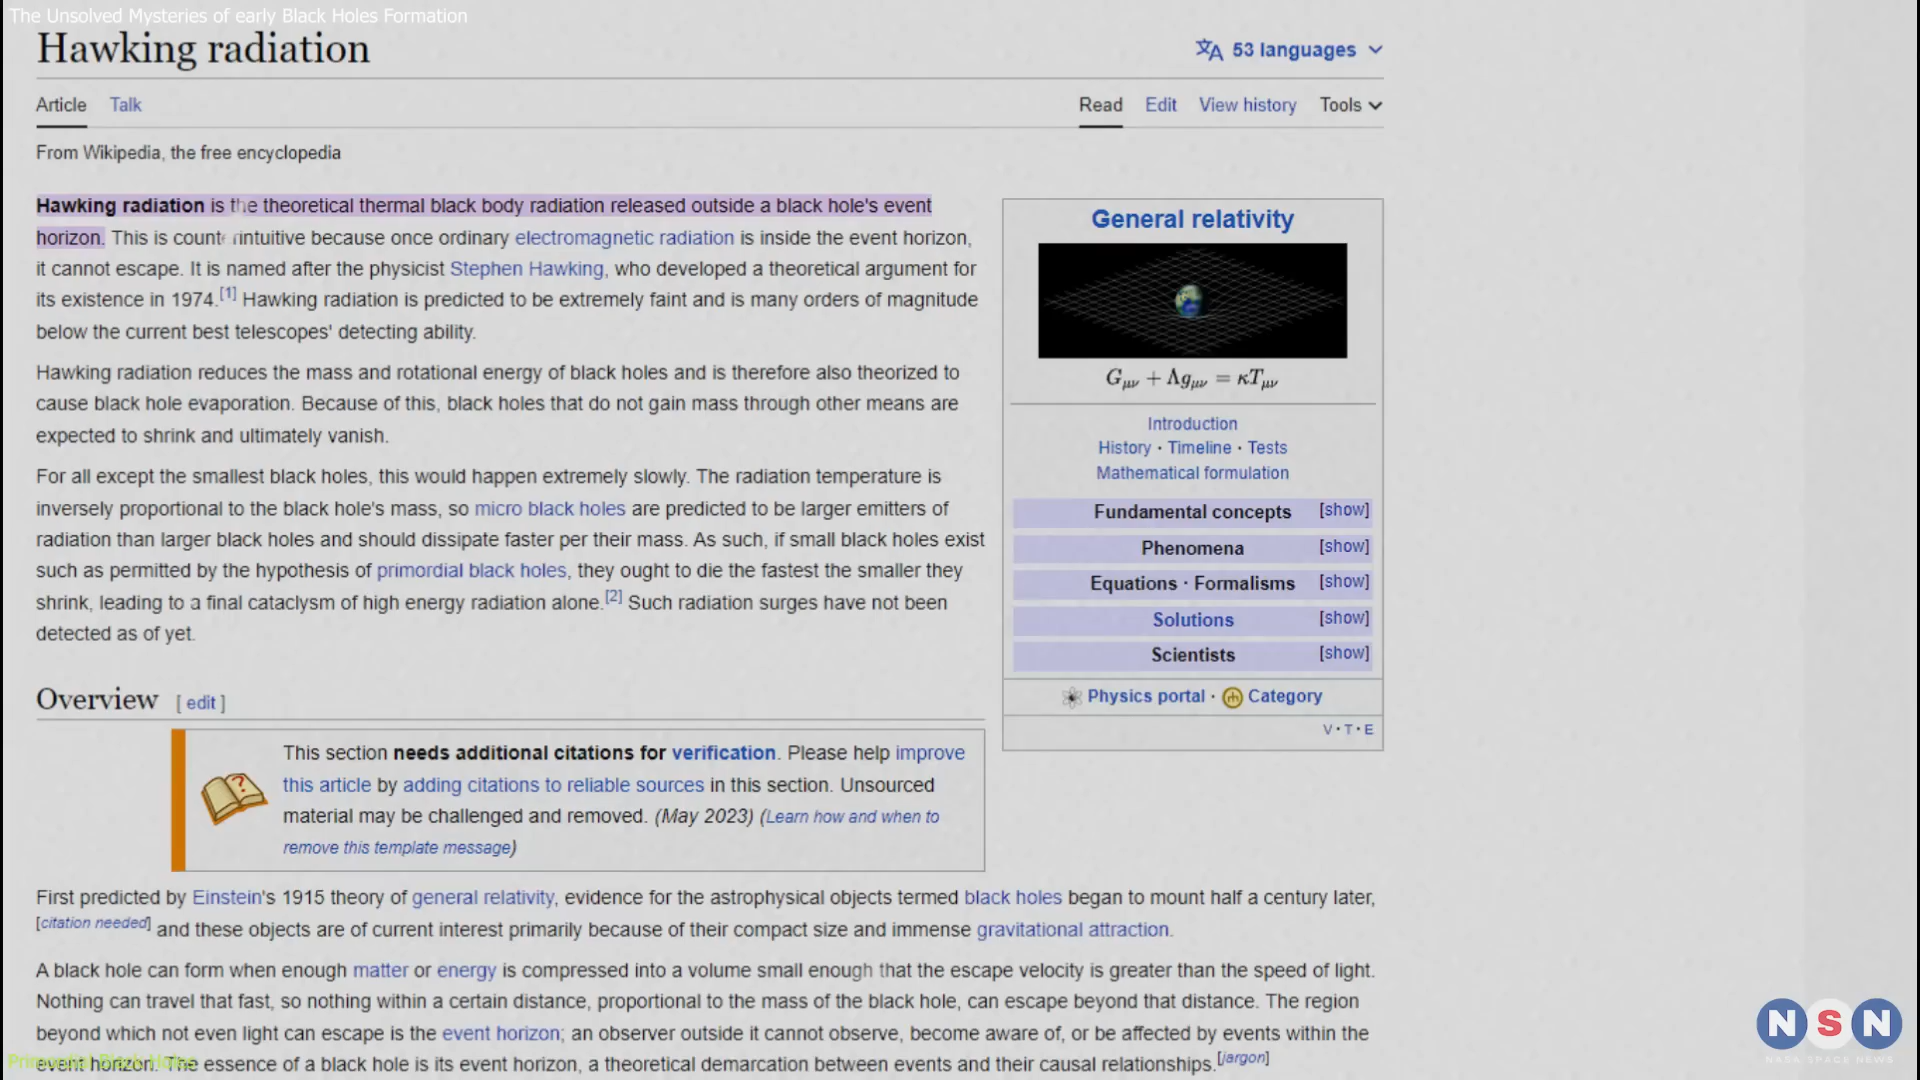 The Unsolved Mysteries of early Black Holes Formation
Hawking radiation
53 languages
Article Talk
Read Edit View history Tools
From Wikipedia, the free encyclopedia
Hawking radiation is the theoretical thermal black body radiation released outside a black hole's event
horizon. This is counterintuitive because once ordinary electromagnetic radiation is inside the event horizon,
it cannot escape. It is named after the physicist Stephen Hawking, who developed a theoretical argument for
its existence in 1974.[1] Hawking radiation is predicted to be extremely faint and is many orders of magnitude
below the current best telescopes' detecting ability.
Hawking radiation reduces the mass and rotational energy of black holes and is therefore also theorized to
cause black hole evaporation. Because of this, black holes that do not gain mass through other means are
expected to shrink and ultimately vanish.
For all except the smallest black holes, this would happen extremely slowly. The radiation temperature is
inversely proportional to the black hole's mass, so micro black holes are predicted to be larger emitters of
radiation than larger black holes and should dissipate faster per their mass. As such, if small black holes exist
such as permitted by the hypothesis of primordial black holes, they ought to die the fastest the smaller they
shrink, leading to a final cataclysm of high energy radiation alone.[2] Such radiation surges have not been
detected as of yet.
General relativity
Gμν + Λgμν = κTμν
Introduction
History · Timeline · Tests
Mathematical formulation
Fundamental concepts [show]
Phenomena [show]
Equations · Formalisms [show]
Solutions [show]
Scientists [show]
Physics portal · Category
V · T · E
Overview [ edit ]
This section needs additional citations for verification. Please help improve
this article by adding citations to reliable sources in this section. Unsourced
material may be challenged and removed. (May 2023) (Learn how and when to
remove this template message)
First predicted by Einstein's 1915 theory of general relativity, evidence for the astrophysical objects termed black holes began to mount half a century later,
[citation needed] and these objects are of current interest primarily because of their compact size and immense gravitational attraction.
A black hole can form when enough matter or energy is compressed into a volume small enough that the escape velocity is greater than the speed of light.
Nothing can travel that fast, so nothing within a certain distance, proportional to the mass of the black hole, can escape beyond that distance. The region
beyond which not even light can escape is the event horizon; an observer outside it cannot observe, become aware of, or be affected by events within the
event horizon. The essence of a black hole is its event horizon, a theoretical demarcation between events and their causal relationships.[jargon]
Primordial Black Holes
NSN
NASA SPACE NEWS